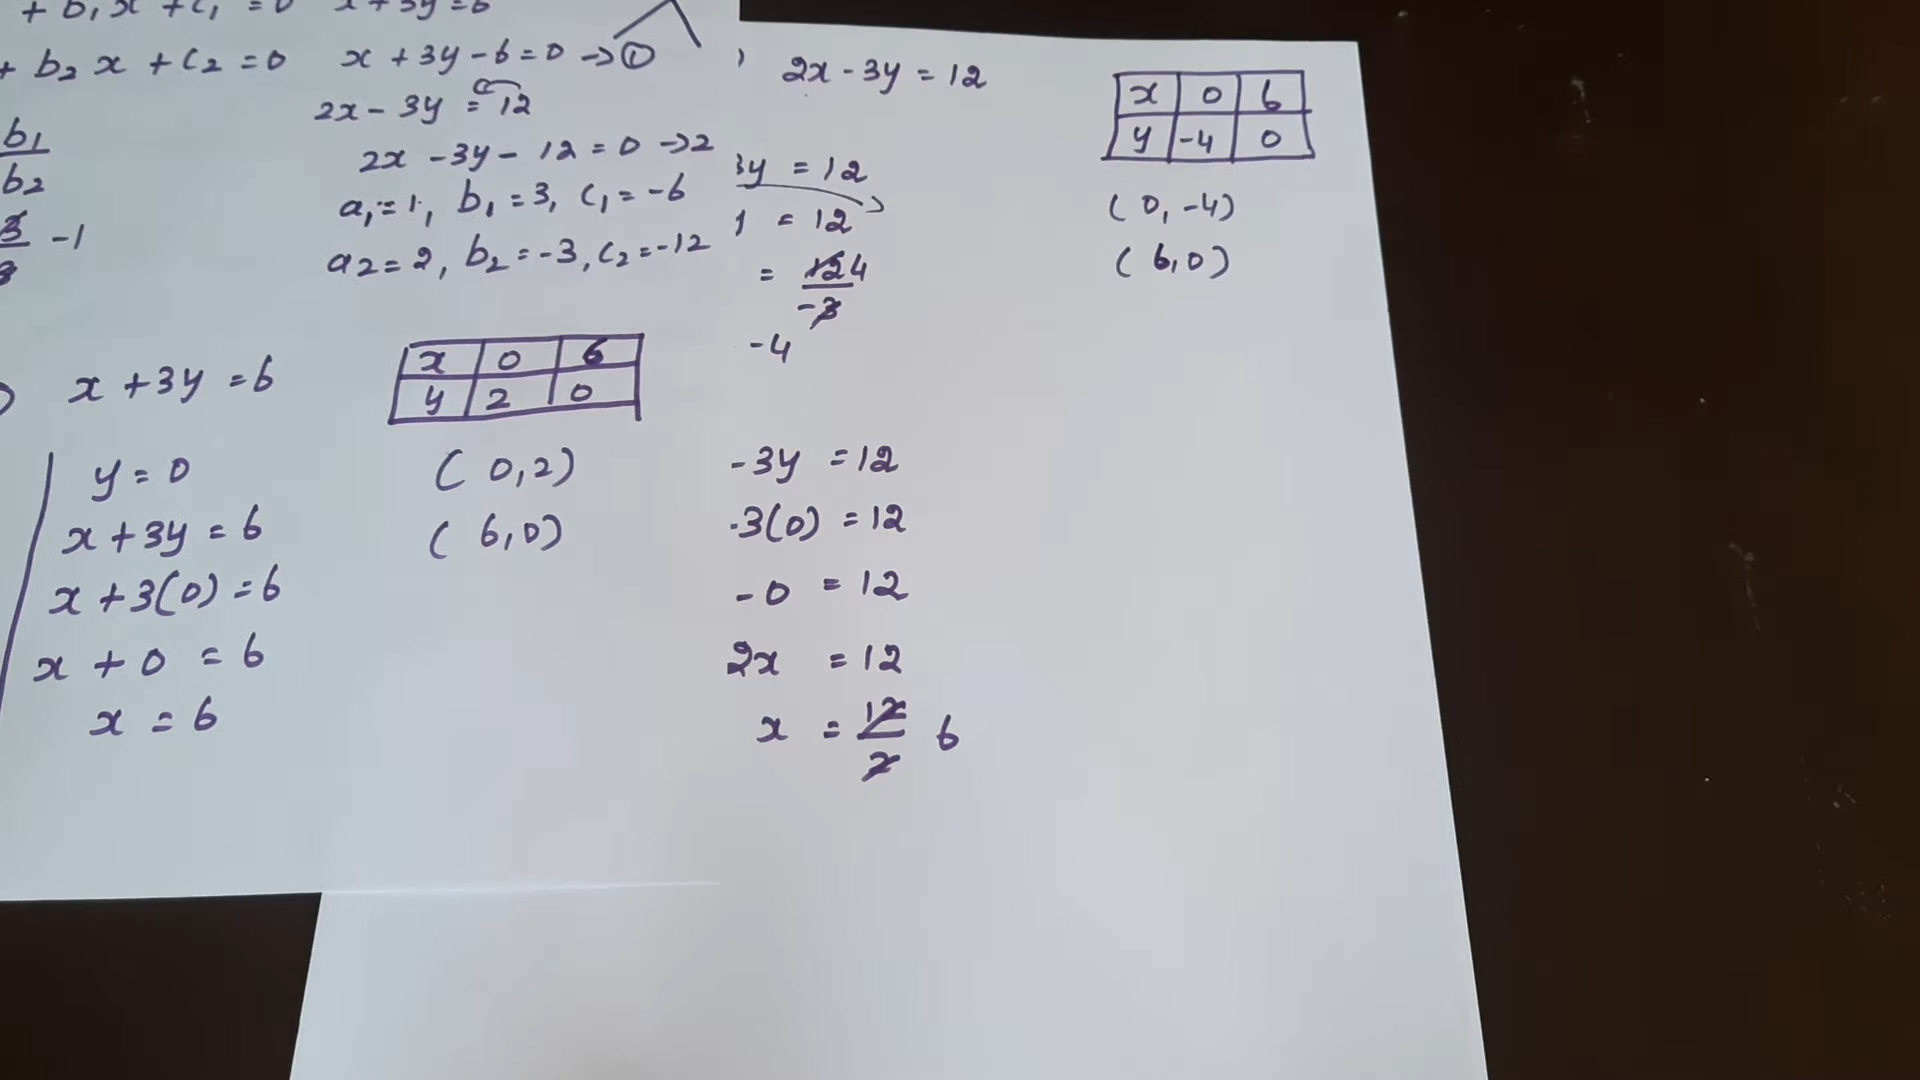 + b₁x + c₁ = 0
x + 3y = 6
+ b₂x + c₂ = 0
x + 3y - 6 = 0 → ①
2x - 3y = 12
2x - 3y - 12 = 0 → 2
b₁/b₂
3/3 -1
a₁ = 1, b₁ = 3, c₁ = -6
a₂ = 2, b₂ = -3, c₂ = -12
x + 3y = 6
x 0 6
y 2 0
y = 0
x + 3y = 6
x + 3(0) = 6
x + 0 = 6
x = 6
(0,2)
(6,0)
2x - 3y = 12
3y = 12
= 12
= 12 4/-3
-4
-3y = 12
-3(0) = 12
-0 = 12
2x = 12
x = 12/2 6
x 0 6
y -4 0
(0,-4)
(6,0)